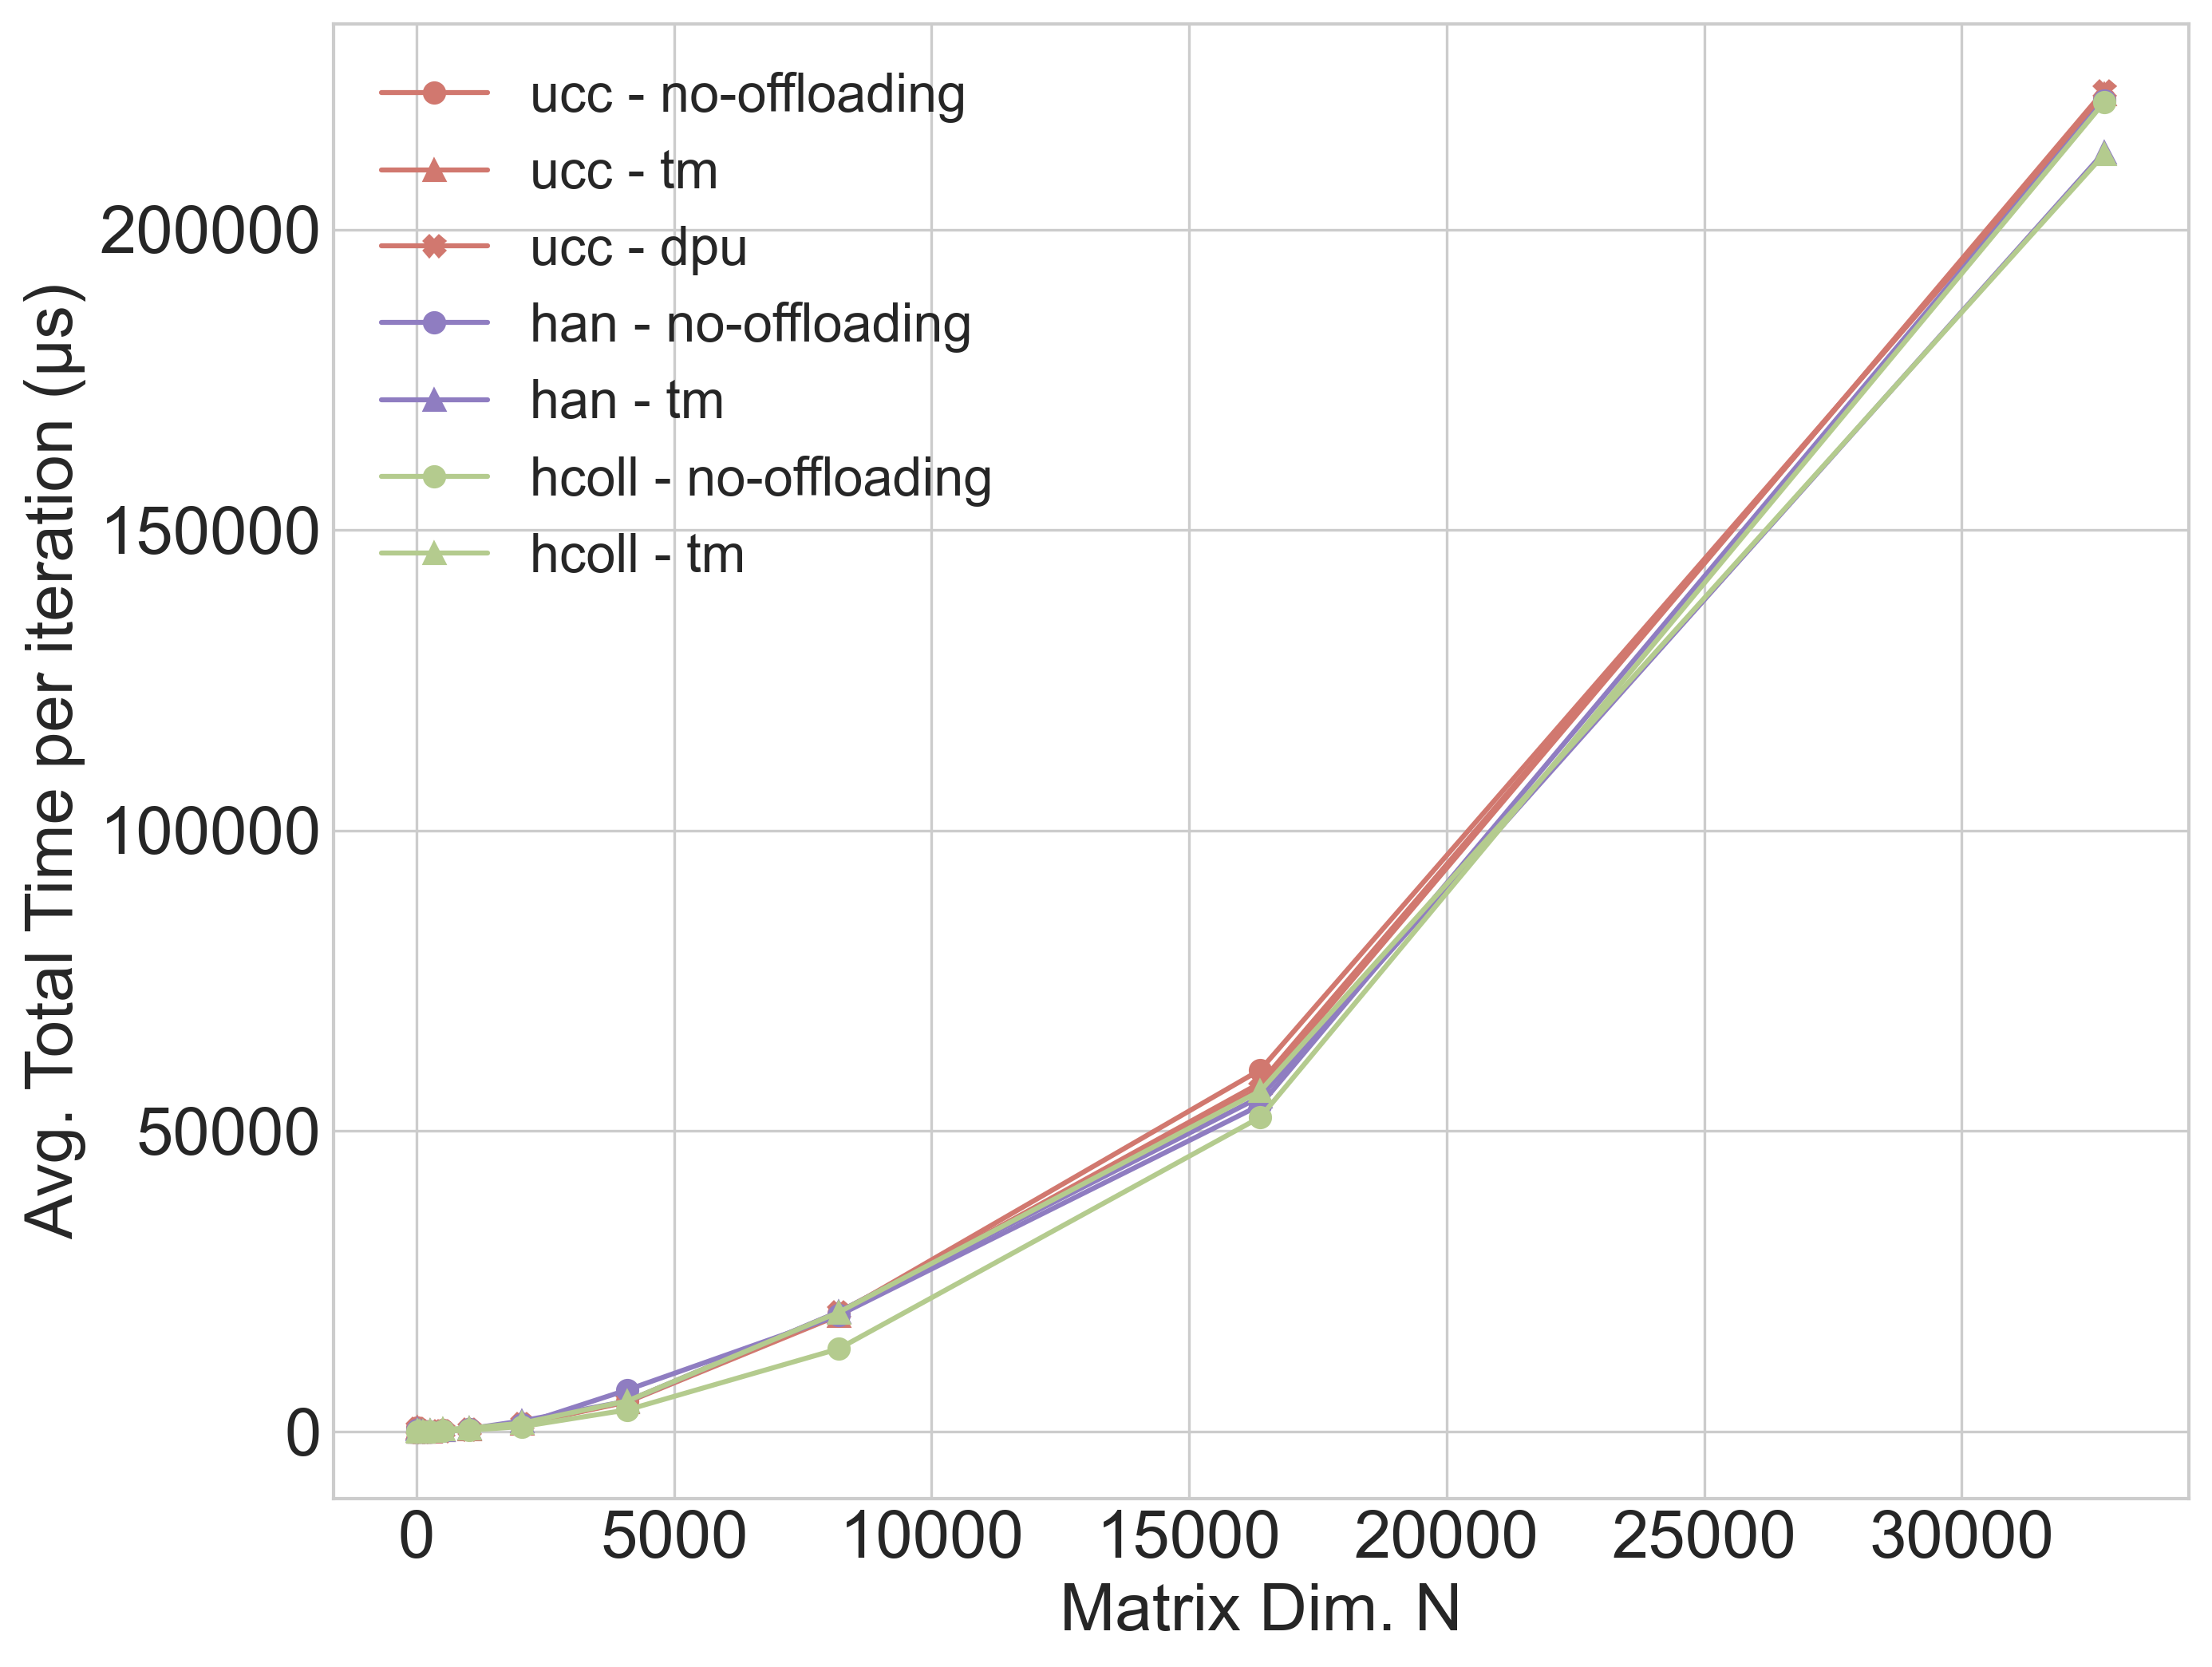 ucc - no-offloading
ucc - tm
ucc - dpu
han - no-offloading
han - tm
hcoll - no-offloading
hcoll - tm
200000
150000
100000
50000
0
Avg. Total Time per iteration (µs)
0 5000 10000 15000 20000 25000 30000
Matrix Dim. N